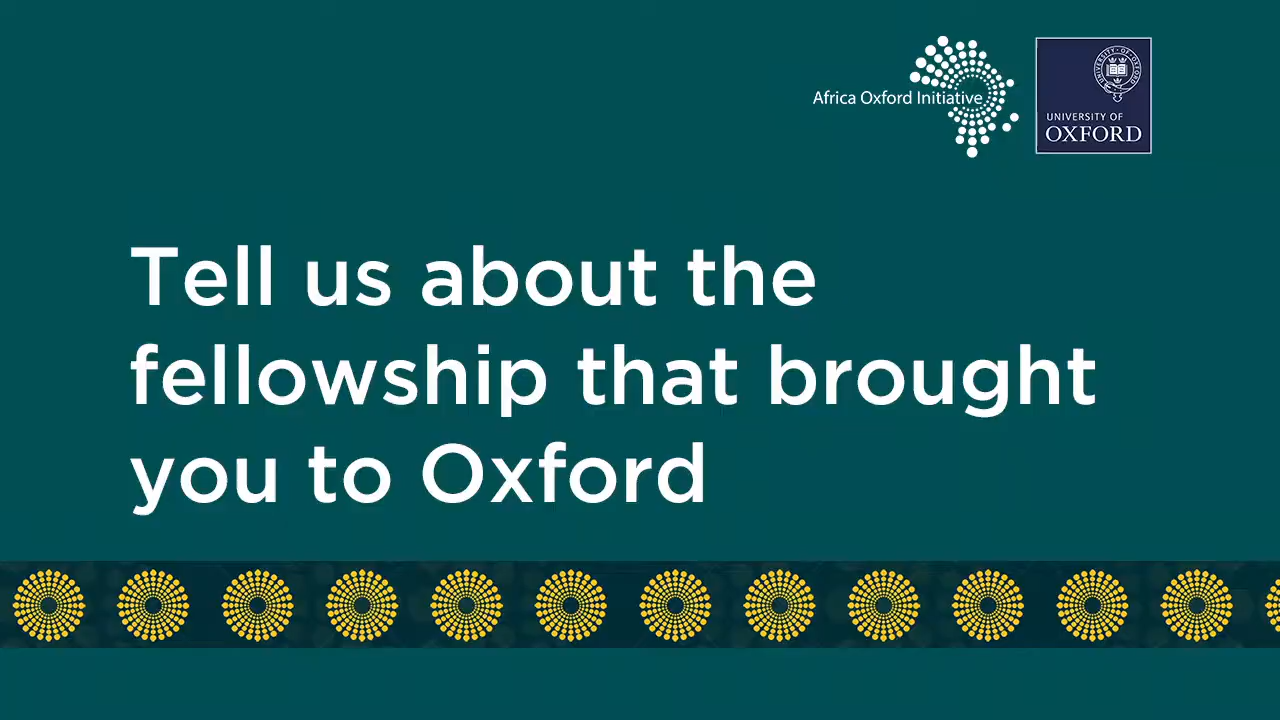 Africa Oxford Initiative
UNIVERSITY OF
OXFORD
Tell us about the
fellowship that brought
you to Oxford